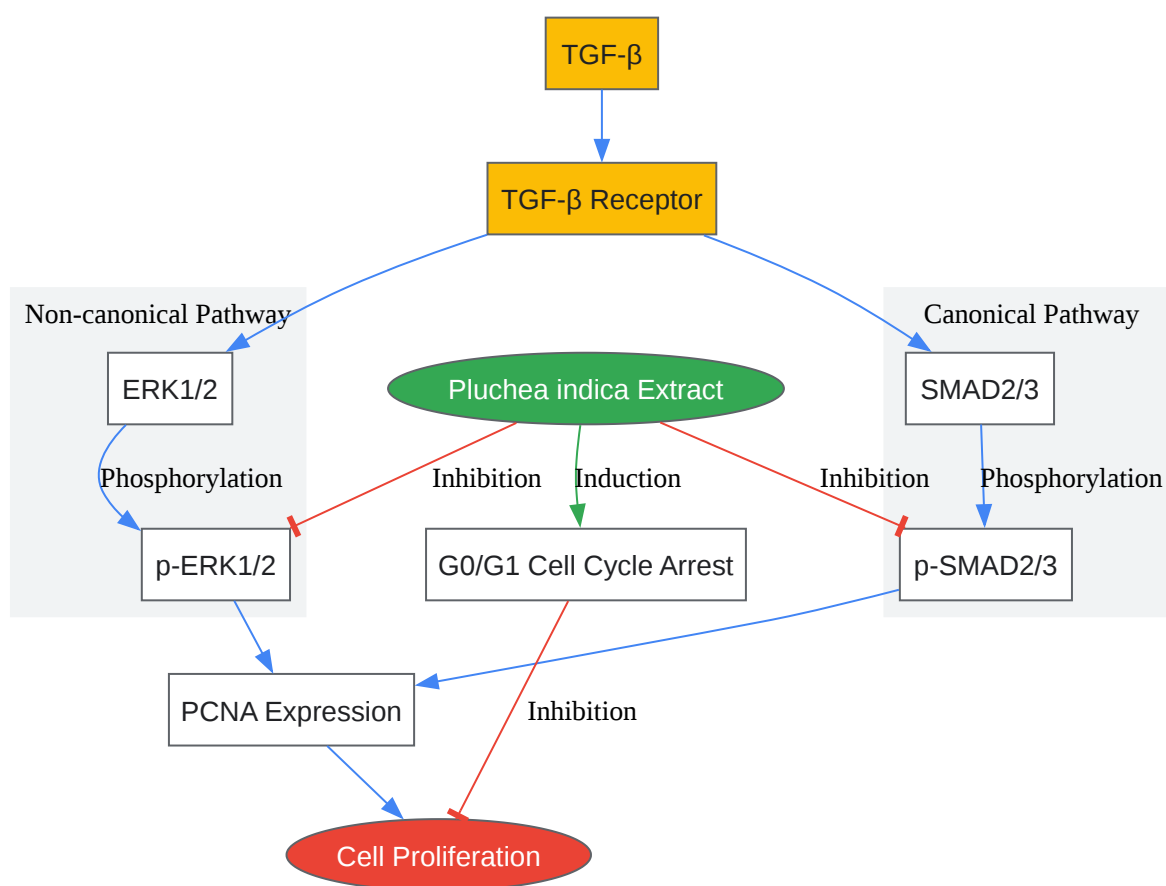 TGF-β
TGF-β Receptor
Non-canonical Pathway
Canonical Pathway
ERK1/2
Pluchea indica Extract
SMAD2/3
Phosphorylation
Inhibition
Induction
Inhibition
Phosphorylation
p-ERK1/2
G0/G1 Cell Cycle Arrest
p-SMAD2/3
PCNA Expression
Inhibition
Cell Proliferation